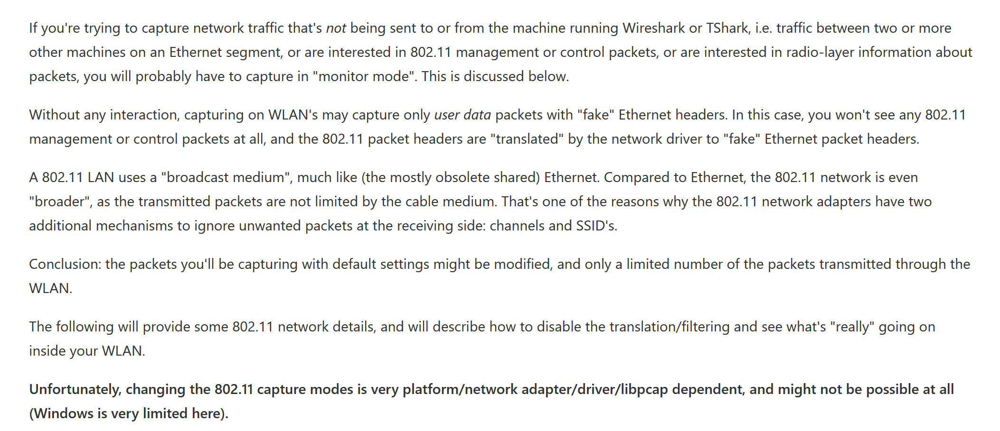 If you're trying to capture network traffic that's not being sent to or from the machine running Wireshark or TShark, i.e. traffic between two or more
other machines on an Ethernet segment, or are interested in 802.11 management or control packets, or are interested in radio-layer information about
packets, you will probably have to capture in "monitor mode". This is discussed below.
Without any interaction, capturing on WLAN's may capture only user data packets with "fake" Ethernet headers. In this case, you won't see any 802.11
management or control packets at all, and the 802.11 packet headers are "translated" by the network driver to "fake" Ethernet packet headers.
A 802.11 LAN uses a "broadcast medium", much like (the mostly obsolete shared) Ethernet. Compared to Ethernet, the 802.11 network is even
"broader", as the transmitted packets are not limited by the cable medium. That's one of the reasons why the 802.11 network adapters have two
additional mechanisms to ignore unwanted packets at the receiving side: channels and SSID's.
Conclusion: the packets you'll be capturing with default settings might be modified, and only a limited number of the packets transmitted through the
WLAN.
The following will provide some 802.11 network details, and will describe how to disable the translation/filtering and see what's "really" going on
inside your WLAN.
Unfortunately, changing the 802.11 capture modes is very platform/network adapter/driver/libpcap dependent, and might not be possible at all
(Windows is very limited here).